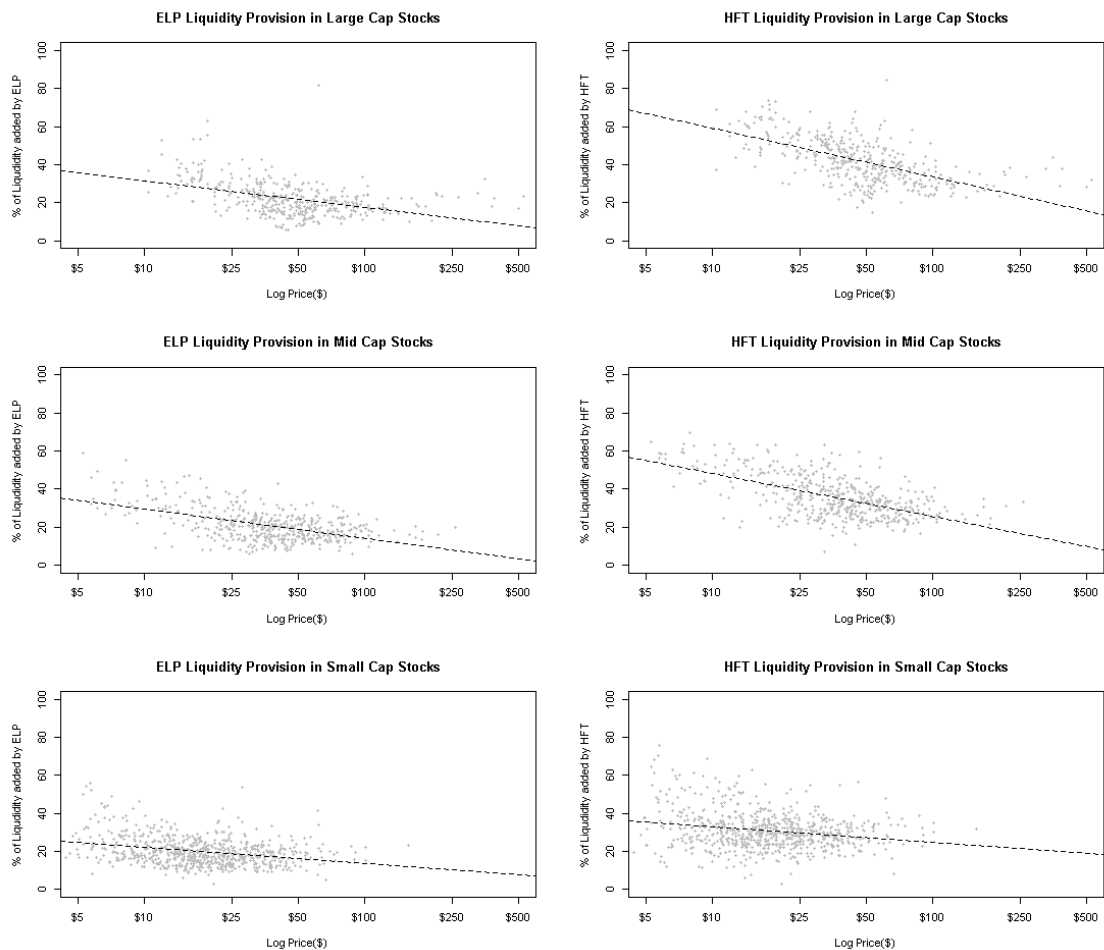 ELP Liquidity Provision in Large Cap Stocks
% of Liqudidity added by ELP
100
80
60
40
20
0
$5 $10 $25 $50 $100 $250 $500
Log Price($)
HFT Liquidity Provision in Large Cap Stocks
% of Liqudidity added by HFT
100
80
60
40
20
0
$5 $10 $25 $50 $100 $250 $500
Log Price($)
ELP Liquidity Provision in Mid Cap Stocks
% of Liqudidity added by ELP
100
80
60
40
20
0
$5 $10 $25 $50 $100 $250 $500
Log Price($)
HFT Liquidity Provision in Mid Cap Stocks
% of Liqudidity added by HFT
100
80
60
40
20
0
$5 $10 $25 $50 $100 $250 $500
Log Price($)
ELP Liquidity Provision in Small Cap Stocks
% of Liqudidity added by ELP
100
80
60
40
20
0
$5 $10 $25 $50 $100 $250 $500
Log Price($)
HFT Liquidity Provision in Small Cap Stocks
% of Liqudidity added by HFT
100
80
60
40
20
0
$5 $10 $25 $50 $100 $250 $500
Log Price($)